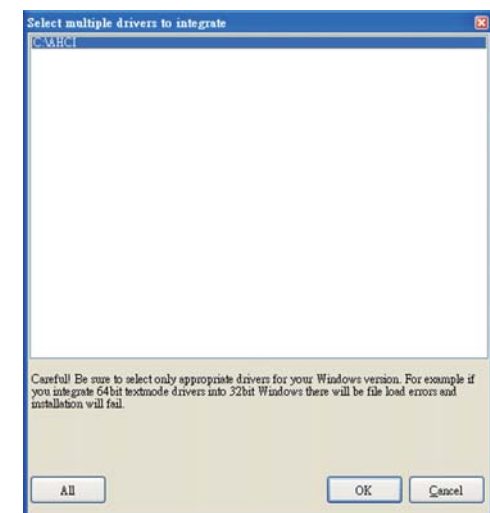 Select multiple drivers to integrate
C:\AHCI
Careful! Be sure to select only appropriate drivers for your Windows version. For example if
you integrate 64bit textmode drivers into 32bit Windows there will be file load errors and
installation will fail.
All
OK
Cancel